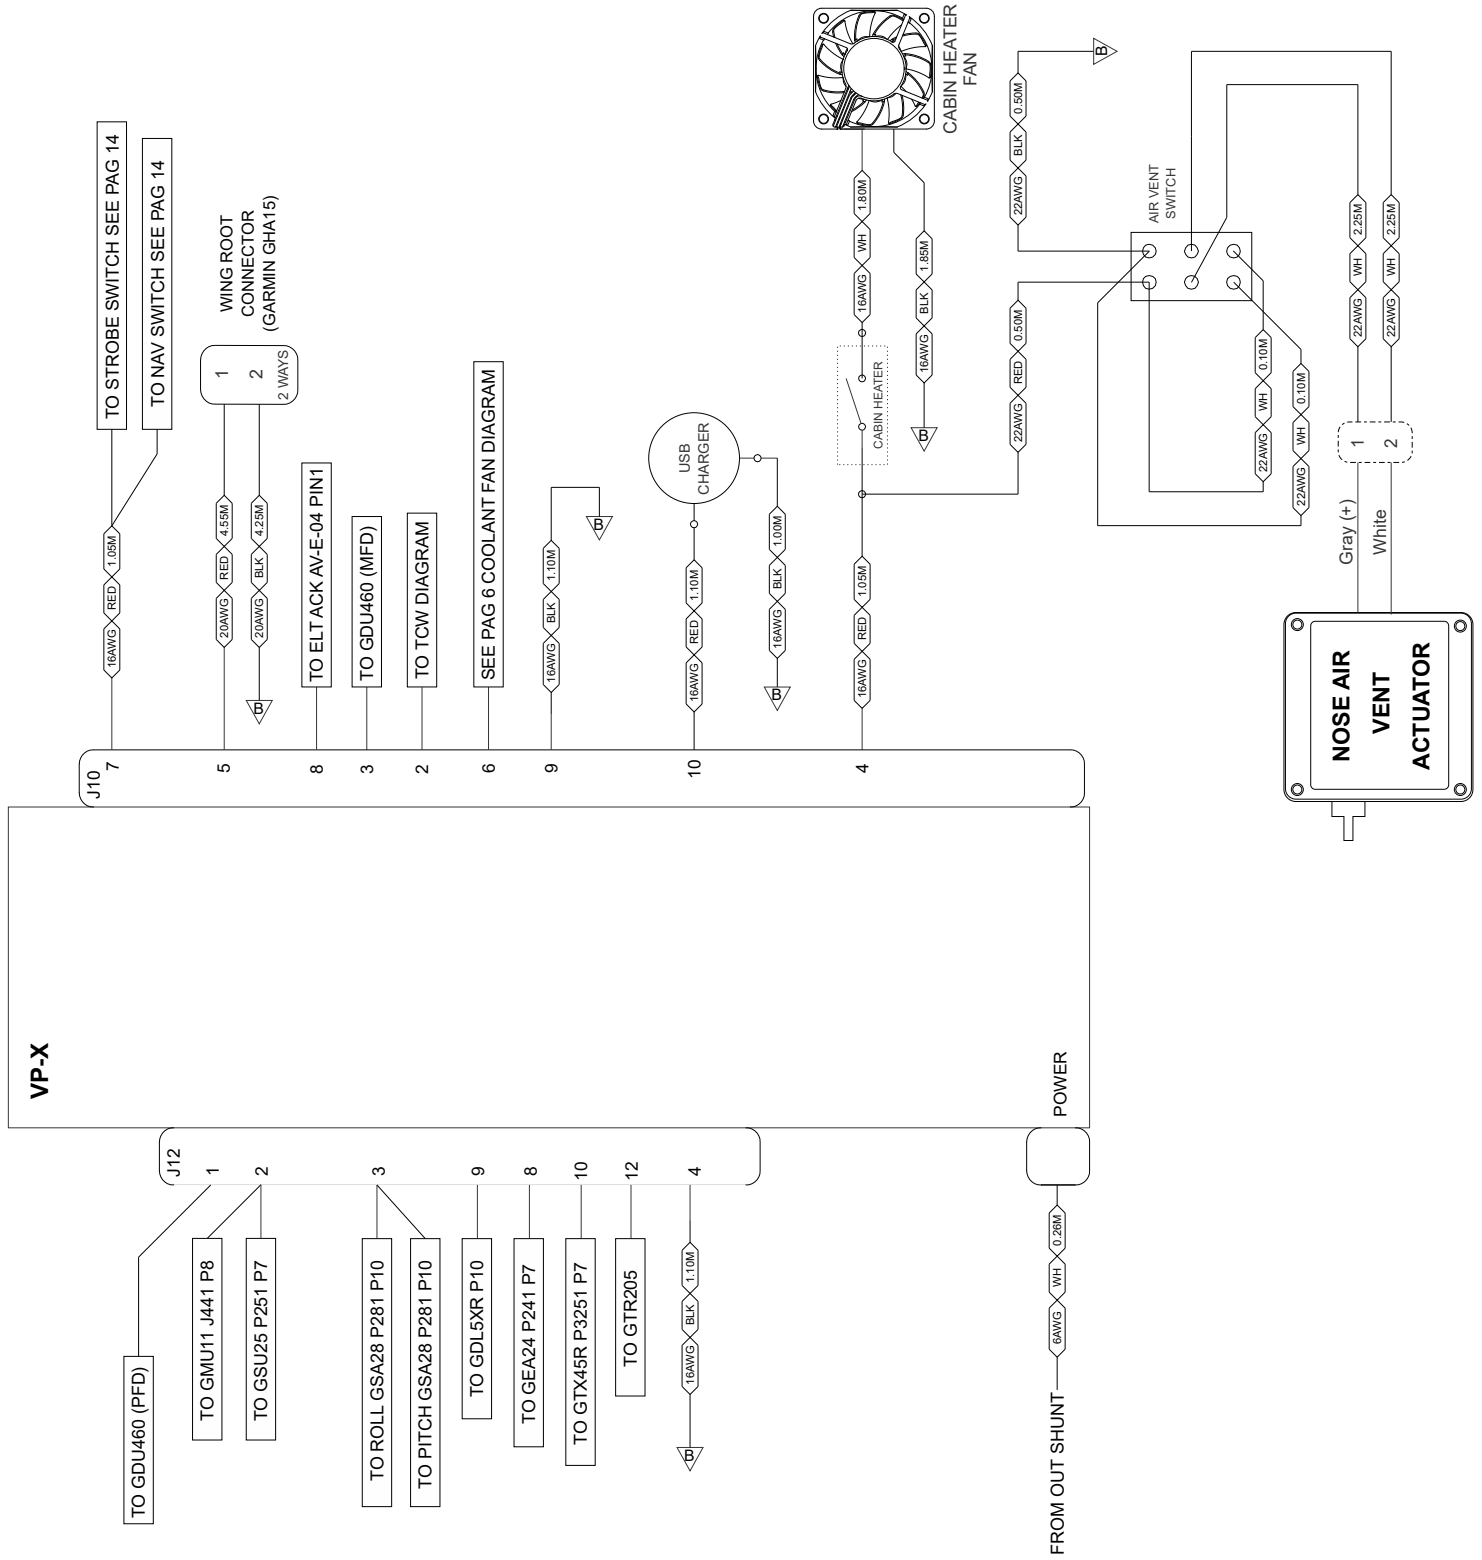 VP-X
J10
7
16AWG RED 1.05M
TO STROBE SWITCH SEE PAG 14
TO NAV SWITCH SEE PAG 14
5
20AWG RED 4.55M
B
20AWG BLK 4.25M
1
2
2 WAYS
WING ROOT
CONNECTOR
(GARMIN GHA15)
8
TO ELT ACK AV-E-04 PIN1
3
TO GDU460 (MFD)
2
TO TCW DIAGRAM
6
SEE PAG 6 COOLANT FAN DIAGRAM
9
16AWG BLK 1.10M
B
10
16AWG RED 1.10M
USB
CHARGER
B
16AWG BLK 1.00M
4
16AWG RED 1.05M
CABIN HEATER
16AWG WH 1.80M
B
16AWG BLK 1.85M
CABIN HEATER
FAN
22AWG RED 0.50M
22AWG BLK 0.50M
B
AIR VENT
SWITCH
22AWG WH 0.10M
22AWG WH 0.10M
22AWG WH 2.25M
22AWG WH 2.25M
1
2
Gray (+)
White
NOSE AIR
VENT
ACTUATOR
J12
1
TO GDU460 (PFD)
2
TO GMU11 J441 P8
TO GSU25 P251 P7
3
TO ROLL GSA28 P281 P10
TO PITCH GSA28 P281 P10
9
TO GDL5XR P10
8
TO GEA24 P241 P7
10
TO GTX45R P3251 P7
12
TO GTR205
4
B
16AWG BLK 1.10M
POWER
FROM OUT SHUNT
6AWG WH 0.26M